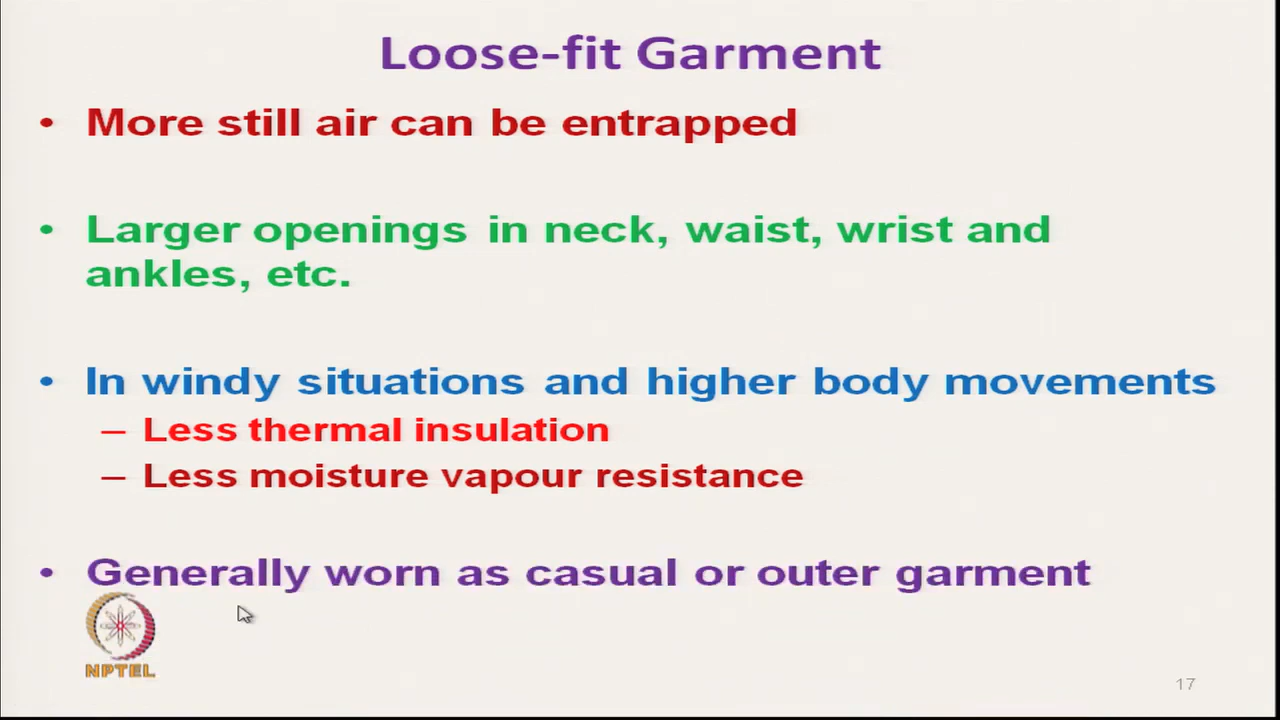 Loose-fit Garment
• More still air can be entrapped
• Larger openings in neck, waist, wrist and
ankles, etc.
• In windy situations and higher body movements
– Less thermal insulation
– Less moisture vapour resistance
• Generally worn as casual or outer garment
NPTEL
17